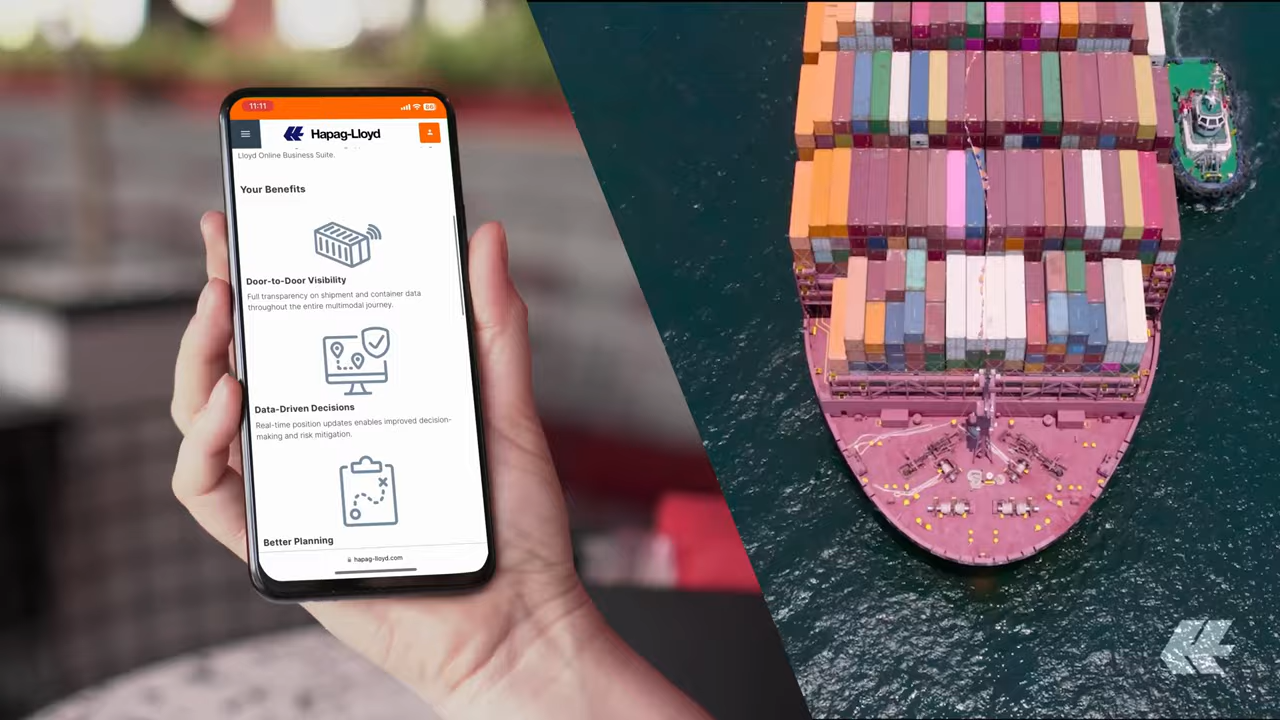 11:11
86
Hapag-Lloyd
Lloyd Online Business Suite.
Your Benefits
Door-to-Door Visibility
Full transparency on shipment and container data
throughout the entire multimodal journey.
Data-Driven Decisions
Real-time position updates enables improved decision-
making and risk mitigation.
Better Planning
hapag-lloyd.com